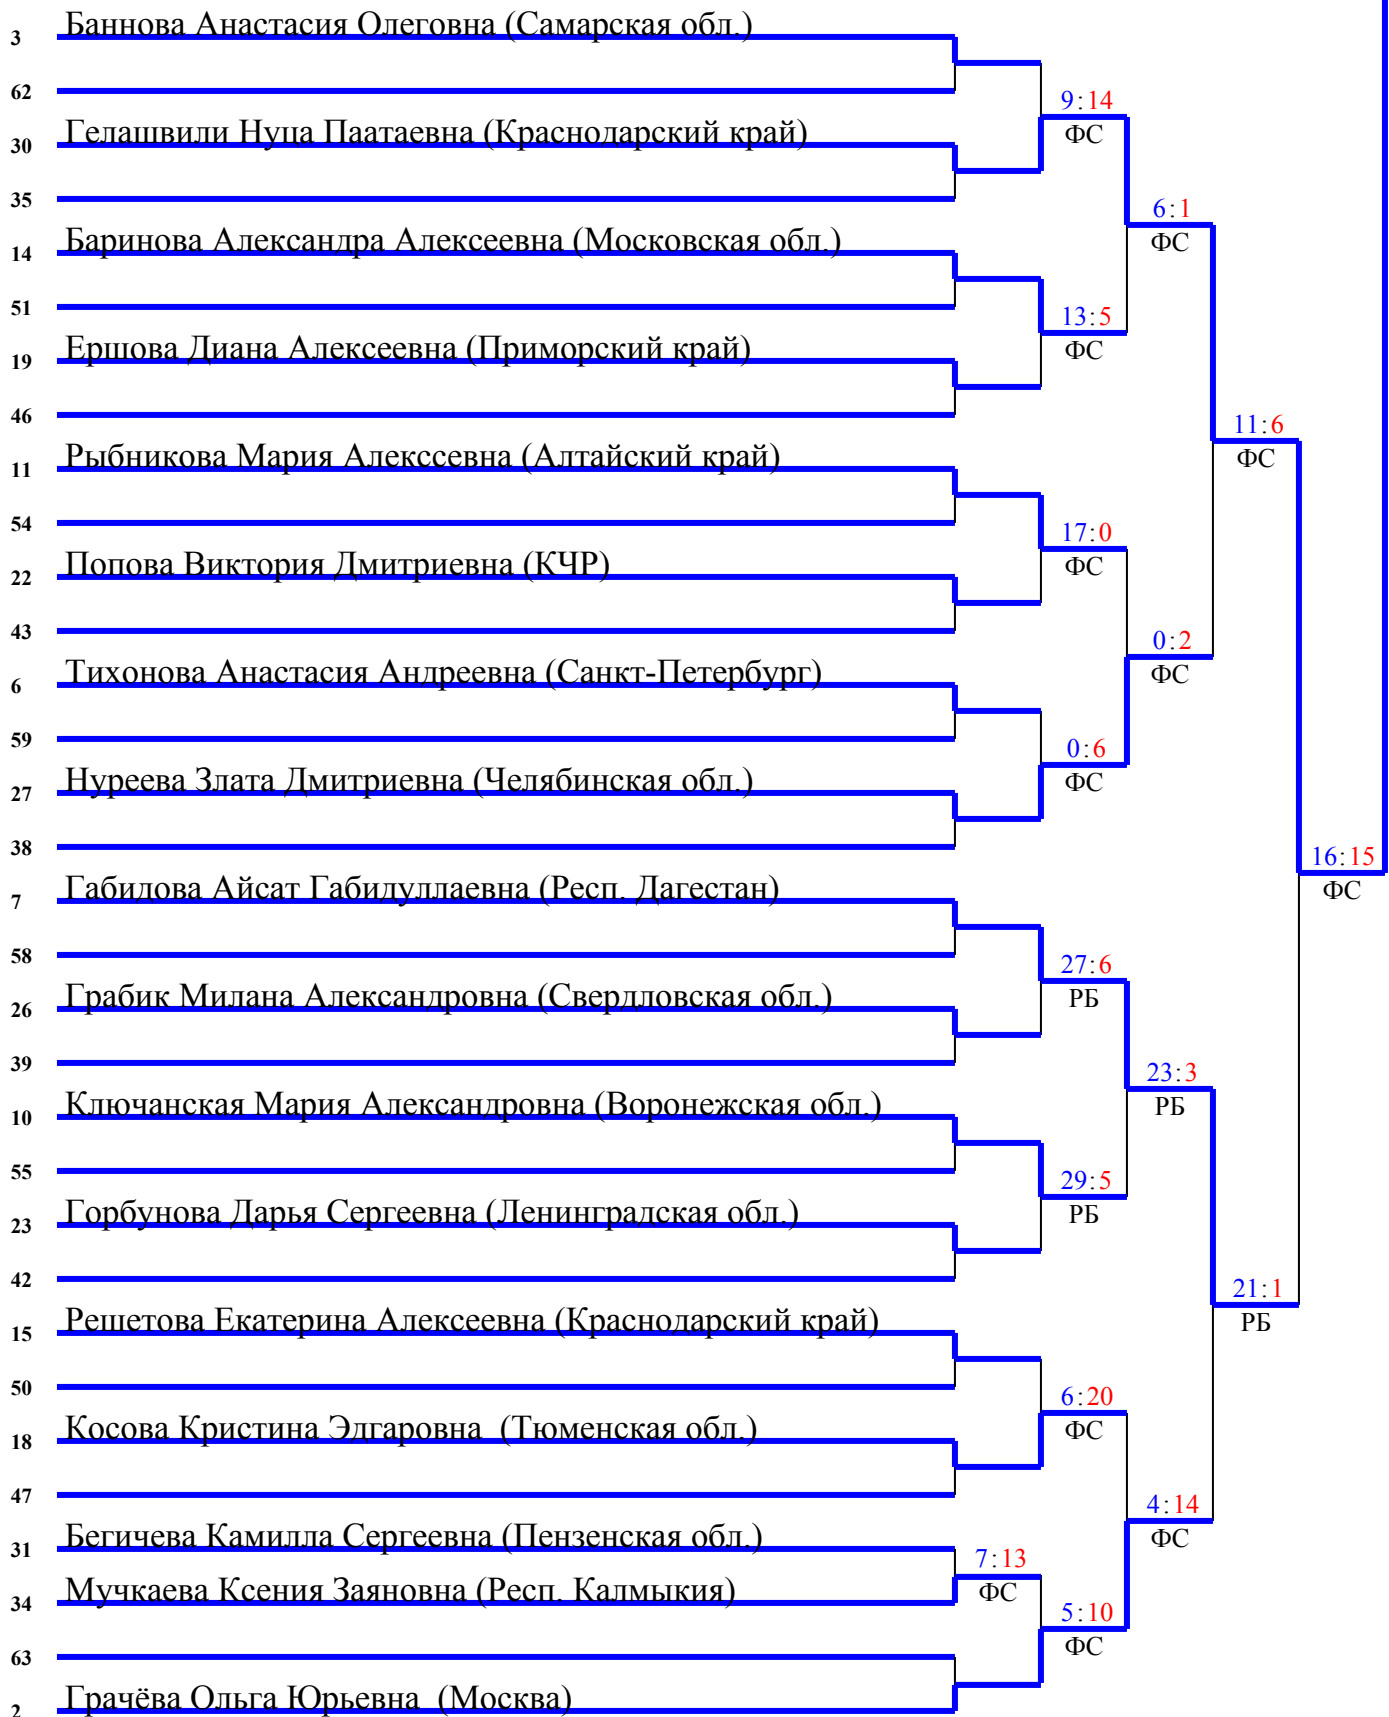 3 Баннова Анастасия Олеговна (Самарская обл.)
62
9:14
ФС
30 Гелашвили Нуца Паатаевна (Краснодарский край)
35
6:1
ФС
14 Баринова Александра Алексеевна (Московская обл.)
51
13:5
ФС
19 Ершова Диана Алексеевна (Приморский край)
46
11:6
ФС
11 Рыбникова Мария Алекссевна (Алтайский край)
54
17:0
ФС
22 Попова Виктория Дмитриевна (КЧР)
43
0:2
ФС
6 Тихонова Анастасия Андреевна (Санкт-Петербург)
59
0:6
ФС
27 Нуреева Злата Дмитриевна (Челябинская обл.)
38
16:15
ФС
7 Габидова Айсат Габидуллаевна (Респ. Дагестан)
58
27:6
РБ
26 Грабик Милана Александровна (Свердловская обл.)
39
23:3
РБ
10 Ключанская Мария Александровна (Воронежская обл.)
55
29:5
РБ
23 Горбунова Дарья Сергеевна (Ленинградская обл.)
42
21:1
РБ
15 Решетова Екатерина Алексеевна (Краснодарский край)
50
6:20
ФС
18 Косова Кристина Эдгаровна  (Тюменская обл.)
47
4:14
ФС
31 Бегичева Камилла Сергеевна (Пензенская обл.)
7:13
ФС
34 Мучкаева Ксения Заяновна (Респ. Калмыкия)
5:10
ФС
63
2 Грачёва Ольга Юрьевна  (Москва)